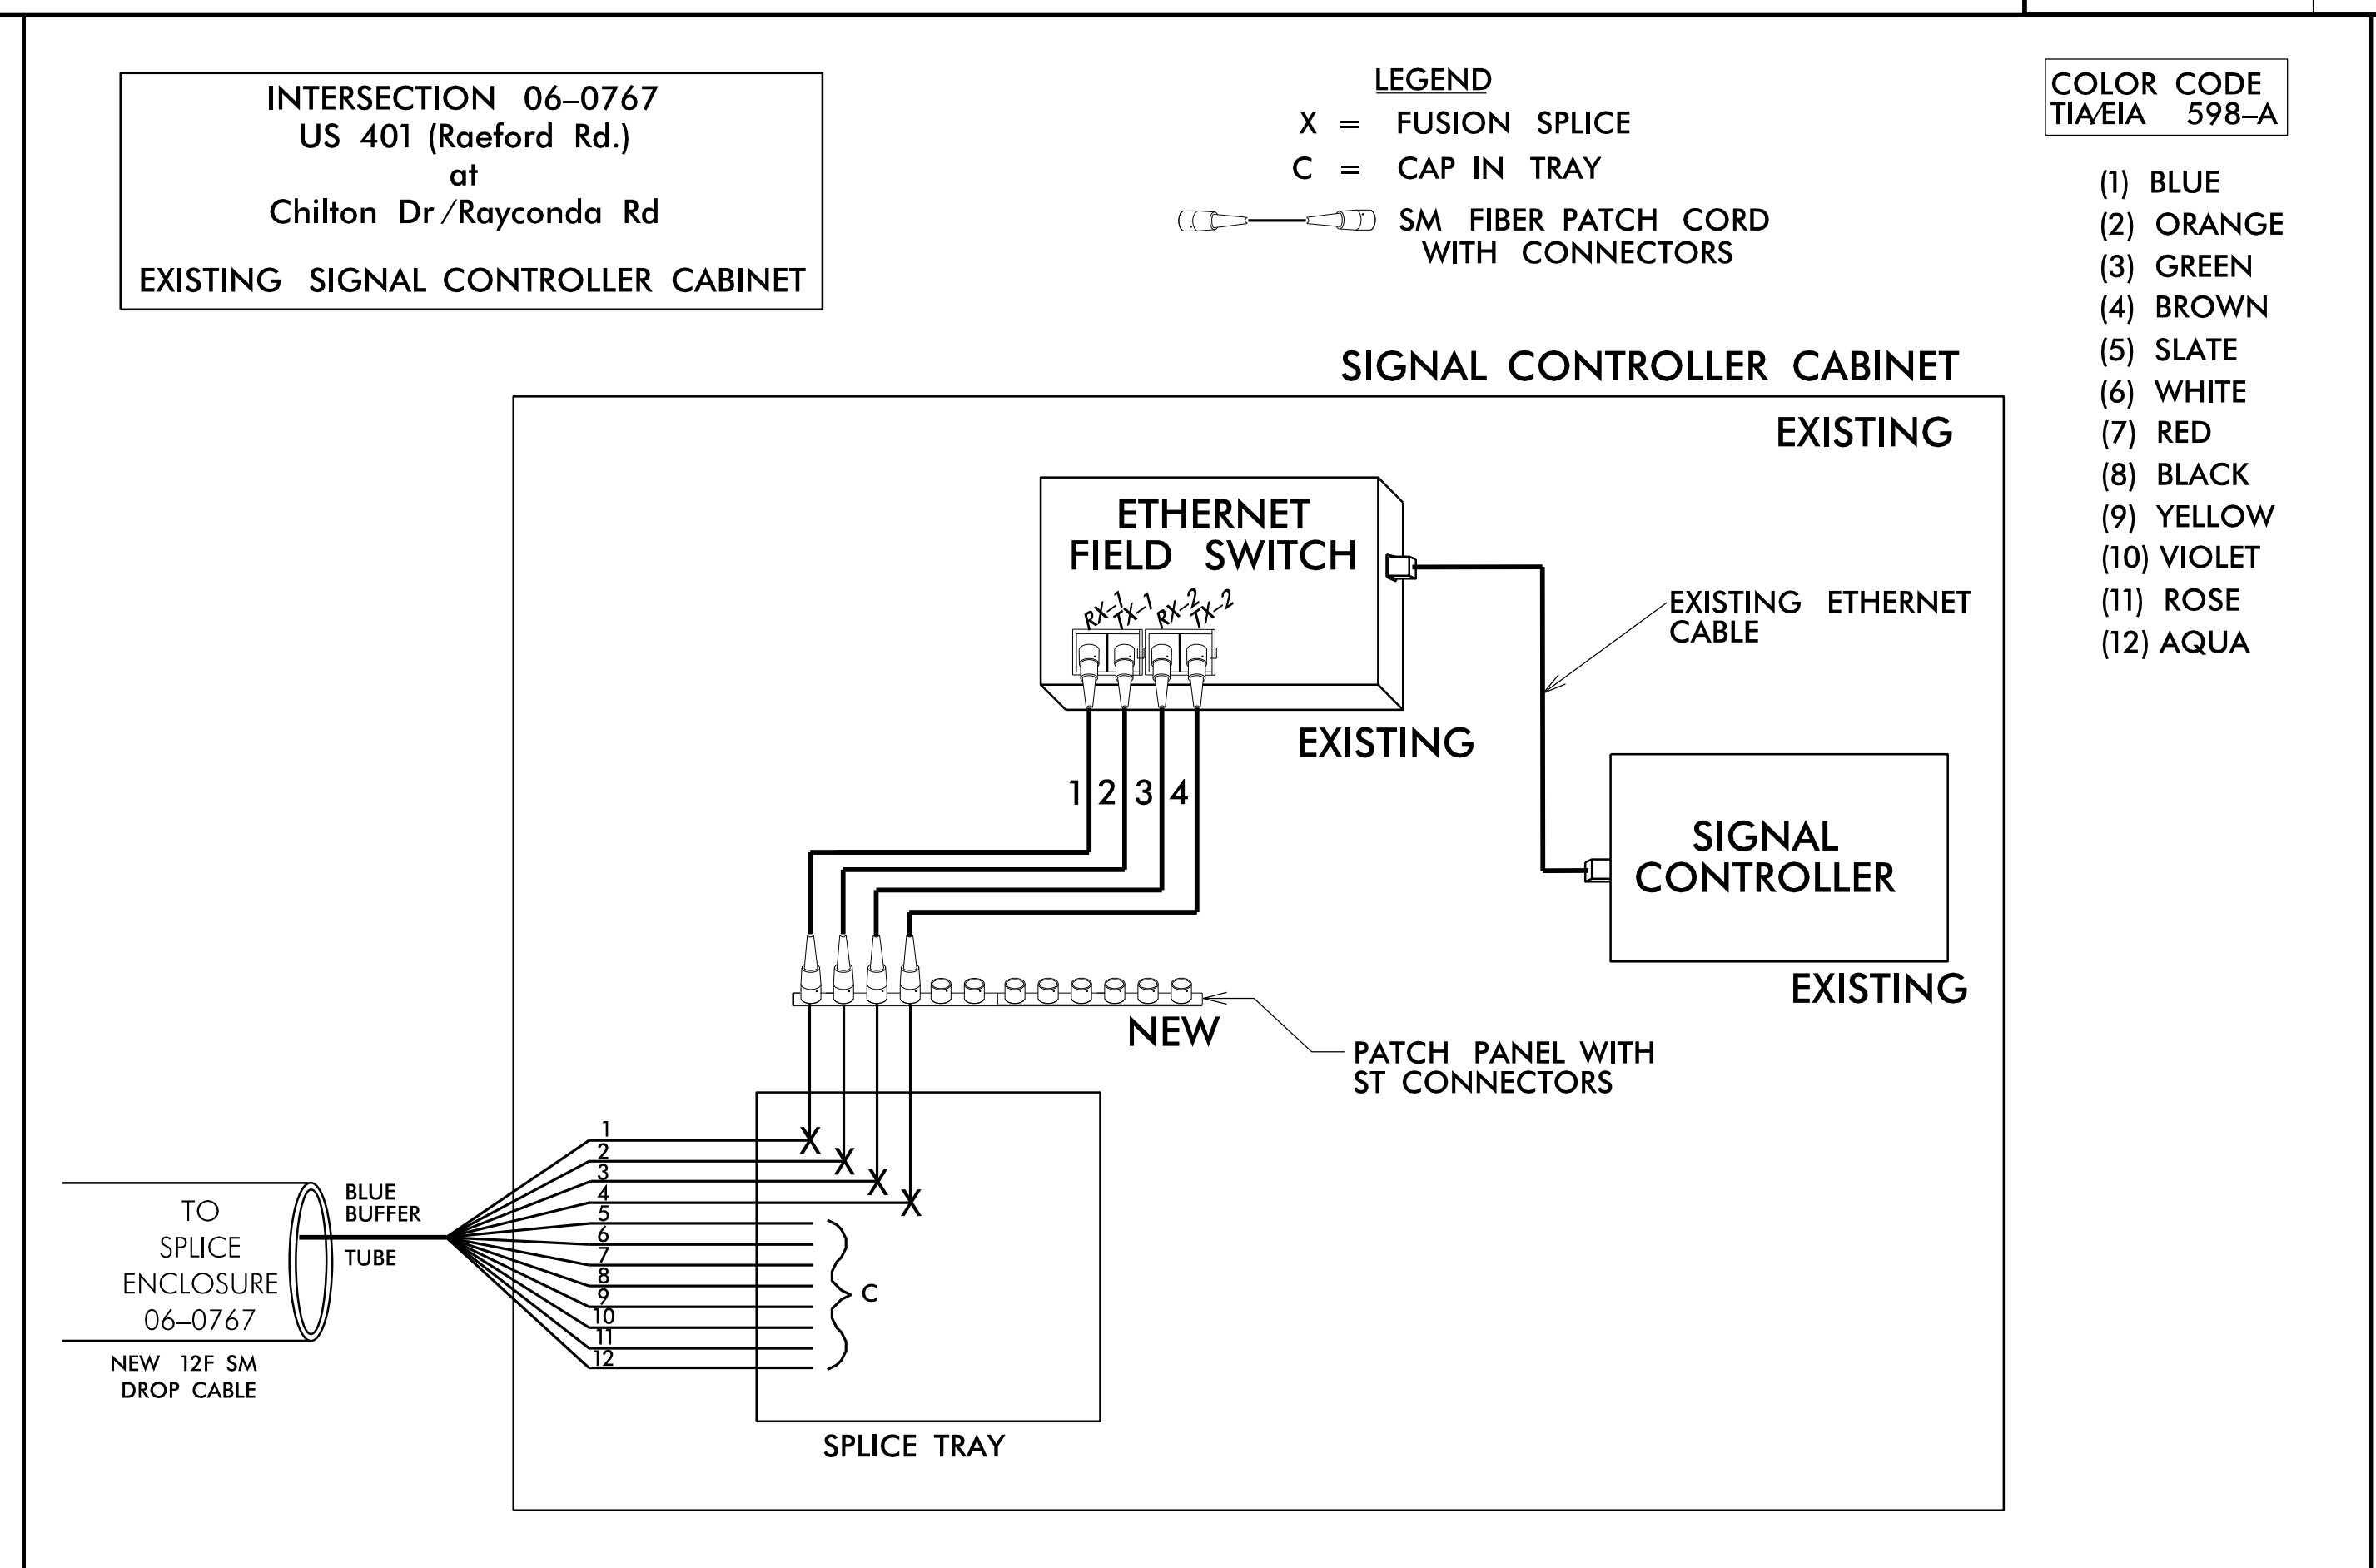 INTERSECTION 06–0767
US 401 (Raeford Rd.)
at
Chilton Dr/Rayconda Rd
EXISTING SIGNAL CONTROLLER CABINET
LEGEND
X = FUSION SPLICE
C = CAP IN TRAY
SM FIBER PATCH CORD
WITH CONNECTORS
COLOR CODE
TIA/EIA 598–A
(1) BLUE
(2) ORANGE
(3) GREEN
(4) BROWN
(5) SLATE
(6) WHITE
(7) RED
(8) BLACK
(9) YELLOW
(10) VIOLET
(11) ROSE
(12) AQUA
SIGNAL CONTROLLER CABINET
EXISTING
ETHERNET
FIELD SWITCH
RX–1 TX–1 RX–2 TX–2
EXISTING
EXISTING ETHERNET
CABLE
1 2 3 4
SIGNAL
CONTROLLER
EXISTING
NEW
PATCH PANEL WITH
ST CONNECTORS
X
X
X
X
1
2
3
4
5
6
7
8
9
10
11
12
C
SPLICE TRAY
BLUE
BUFFER
TUBE
TO
SPLICE
ENCLOSURE
06–0767
NEW 12F SM
DROP CABLE